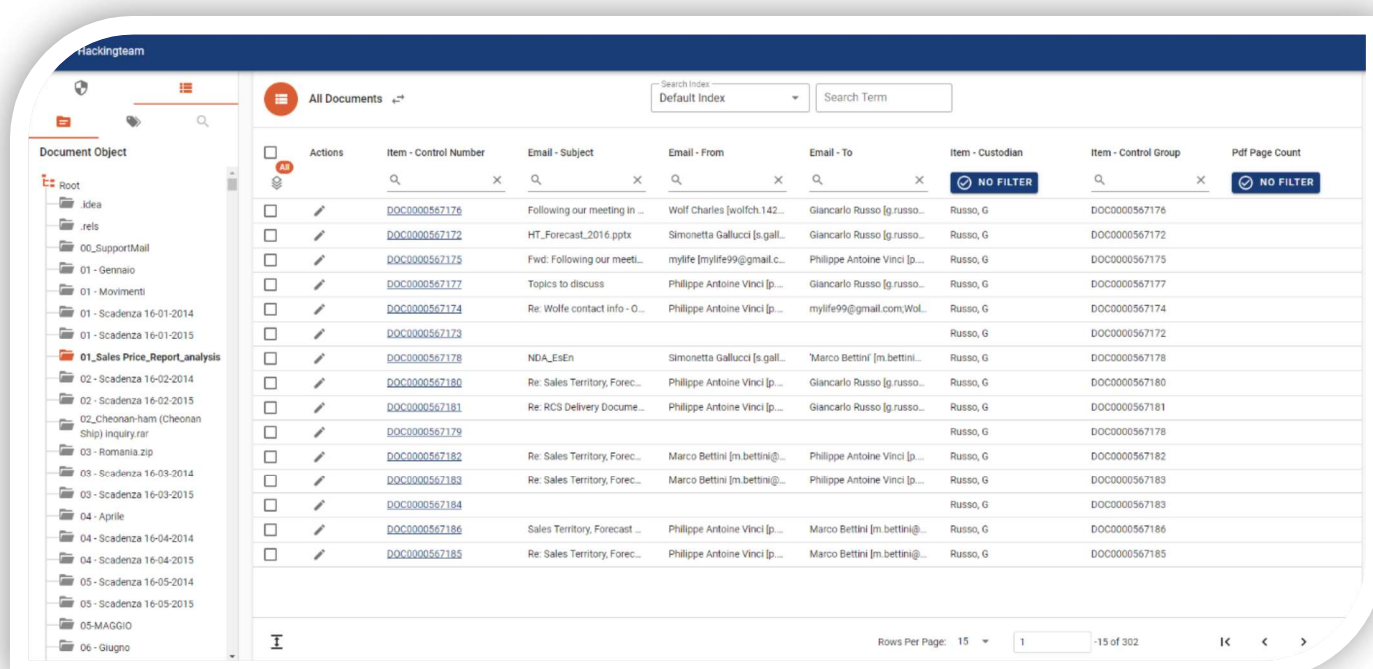 Hackingteam
Document Object
Root
.idea
.rels
00_SupportMail
01 - Gennaio
01 - Movimenti
01 - Scadenza 16-01-2014
01 - Scadenza 16-01-2015
01_Sales Price_Report_analysis
02 - Scadenza 16-02-2014
02 - Scadenza 16-02-2015
02_Cheonan-ham (Cheonan
Ship) inquiry.rar
03 - Romania.zip
03 - Scadenza 16-03-2014
03 - Scadenza 16-03-2015
04 - Aprile
04 - Scadenza 16-04-2014
04 - Scadenza 16-04-2015
05 - Scadenza 16-05-2014
05 - Scadenza 16-05-2015
05-MAGGIO
06 - Giugno
All Documents
Search Index
Default Index
Search Term
Actions Item - Control Number Email - Subject Email - From Email - To Item - Custodian Item - Control Group Pdf Page Count
All
NO FILTER NO FILTER
DOC0000567176 Following our meeting in ... Wolf Charles [wolfch.142... Giancarlo Russo [g.russo... Russo, G DOC0000567176
DOC0000567172 HT_Forecast_2016.pptx Simonetta Gallucci [s.gall... Giancarlo Russo [g.russo... Russo, G DOC0000567172
DOC0000567175 Fwd: Following our meeti... mylife [mylife99@gmail.c... Philippe Antoine Vinci [p.... Russo, G DOC0000567175
DOC0000567177 Topics to discuss Philippe Antoine Vinci [p.... Giancarlo Russo [g.russo... Russo, G DOC0000567177
DOC0000567174 Re: Wolfe contact info - O... Philippe Antoine Vinci [p.... mylife99@gmail.com;Wol... Russo, G DOC0000567174
DOC0000567173 Russo, G DOC0000567172
DOC0000567178 NDA_EsEn Simonetta Gallucci [s.gall... 'Marco Bettini' [m.bettini... Russo, G DOC0000567178
DOC0000567180 Re: Sales Territory, Forec... Philippe Antoine Vinci [p.... Giancarlo Russo [g.russo... Russo, G DOC0000567180
DOC0000567181 Re: RCS Delivery Docume... Philippe Antoine Vinci [p.... Giancarlo Russo [g.russo... Russo, G DOC0000567181
DOC0000567179 Russo, G DOC0000567178
DOC0000567182 Re: Sales Territory, Forec... Marco Bettini [m.bettini@... Philippe Antoine Vinci [p.... Russo, G DOC0000567182
DOC0000567183 Re: Sales Territory, Forec... Marco Bettini [m.bettini@... Philippe Antoine Vinci [p.... Russo, G DOC0000567183
DOC0000567184 Russo, G DOC0000567183
DOC0000567186 Sales Territory, Forecast ... Philippe Antoine Vinci [p.... Marco Bettini [m.bettini@... Russo, G DOC0000567186
DOC0000567185 Re: Sales Territory, Forec... Philippe Antoine Vinci [p.... Marco Bettini [m.bettini@... Russo, G DOC0000567185
Rows Per Page: 15 1 -15 of 302